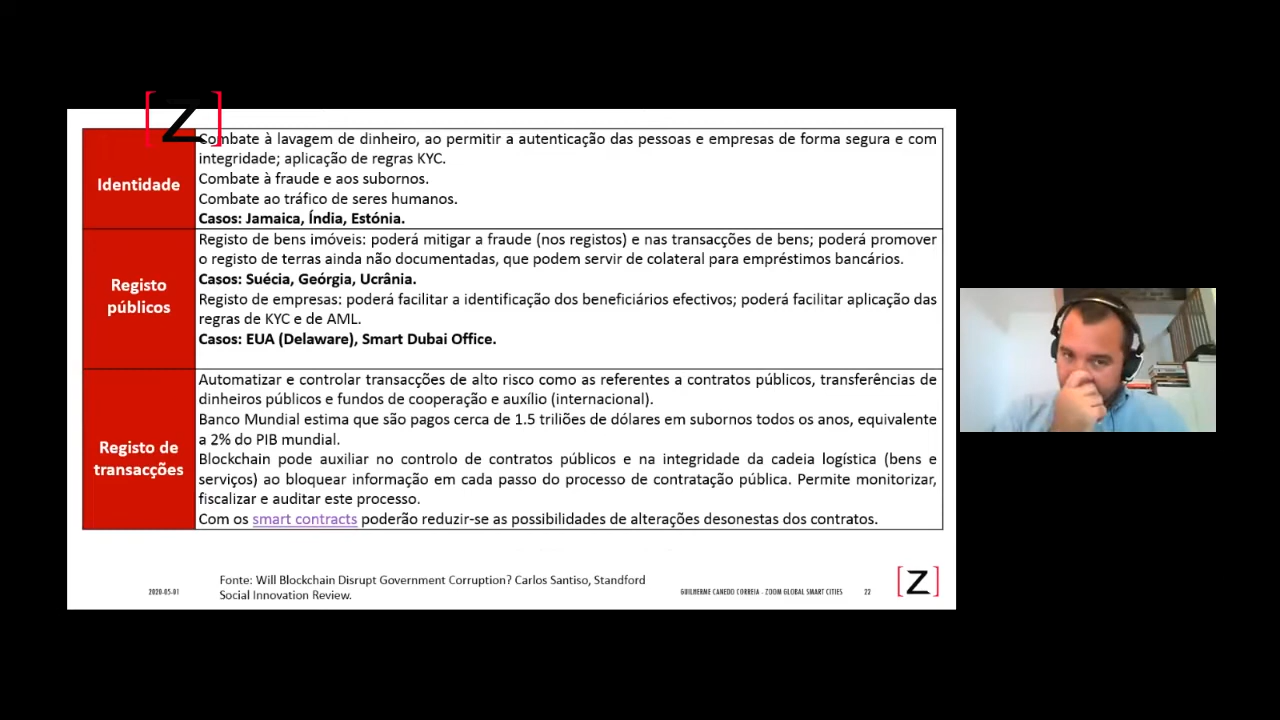 [Z]
Combate à lavagem de dinheiro, ao permitir a autenticação das pessoas e empresas de forma segura e com
integridade; aplicação de regras KYC.
Identidade
Combate à fraude e aos subornos.
Combate ao tráfico de seres humanos.
Casos: Jamaica, Índia, Estónia.
Registo de bens imóveis: poderá mitigar a fraude (nos registos) e nas transacções de bens; poderá promover
o registo de terras ainda não documentadas, que podem servir de colateral para empréstimos bancários.
Registo
públicos
Casos: Suécia, Geórgia, Ucrânia.
Registo de empresas: poderá facilitar a identificação dos beneficiários efectivos; poderá facilitar aplicação das
regras de KYC e de AML.
Casos: EUA (Delaware), Smart Dubai Office.
Registo de
transacções
Automatizar e controlar transacções de alto risco como as referentes a contratos públicos, transferências de
dinheiros públicos e fundos de cooperação e auxílio (internacional).
Banco Mundial estima que são pagos cerca de 1.5 triliões de dólares em subornos todos os anos, equivalente
a 2% do PIB mundial.
Blockchain pode auxiliar no controlo de contratos públicos e na integridade da cadeia logística (bens e
serviços) ao bloquear informação em cada passo do processo de contratação pública. Permite monitorizar,
fiscalizar e auditar este processo.
Com os smart contracts poderão reduzir-se as possibilidades de alterações desonestas dos contratos.
Fonte: Will Blockchain Disrupt Government Corruption? Carlos Santiso, Standford
Social Innovation Review.
2020-05-01
GUILHERME CANEDO CORREIA - ZOOM GLOBAL SMART CITIES
22
[Z]